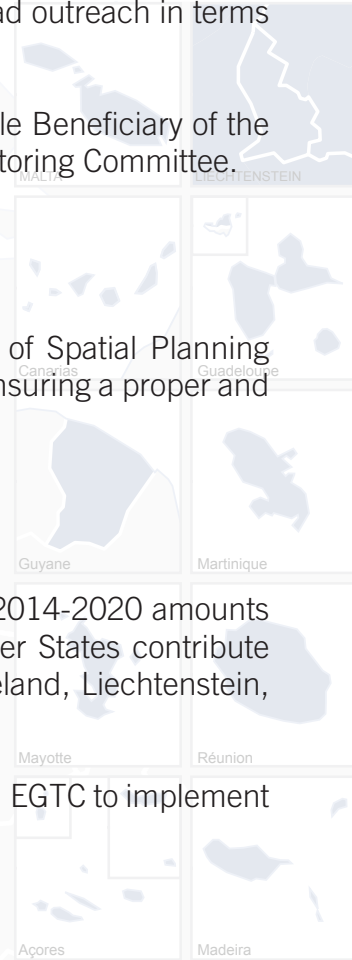 ad outreach in terms
le Beneficiary of the
toring Committee.
MALTA
LIECHTENSTEIN
of Spatial Planning
Canarias
Guadeloupe
nsuring a proper and
Guyane
Martinique
2014-2020 amounts
er States contribute
eland, Liechtenstein,
Mayotte
Réunion
EGTC to implement
Açores
Madeira